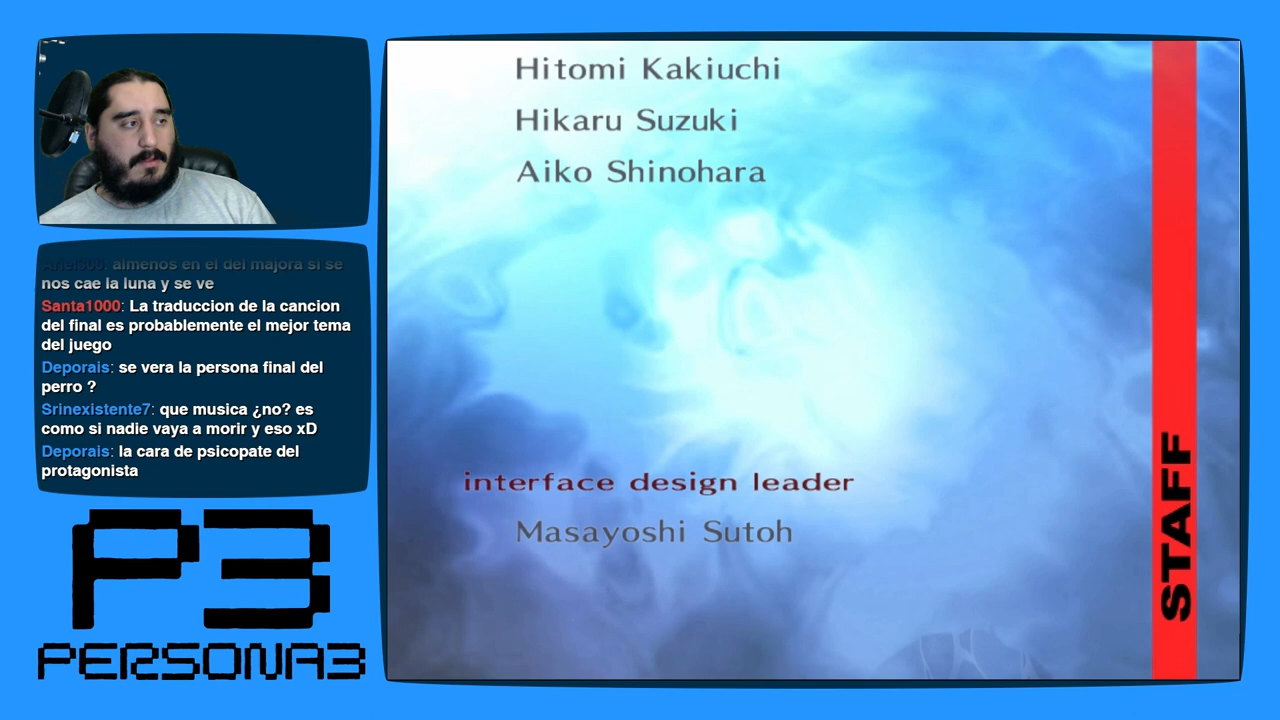 almenos en el del majora si se
nos cae la luna y se ve
Santa1000: La traduccion de la cancion
del final es probablemente el mejor tema
del juego
Deporais: se vera la persona final del
perro ?
Srinexistente7: que musica ¿no? es
como si nadie vaya a morir y eso xD
Deporais: la cara de psicopate del
protagonista
P3
PERSONA3
Hitomi Kakiuchi
Hikaru Suzuki
Aiko Shinohara
interface design leader
Masayoshi Sutoh
STAFF